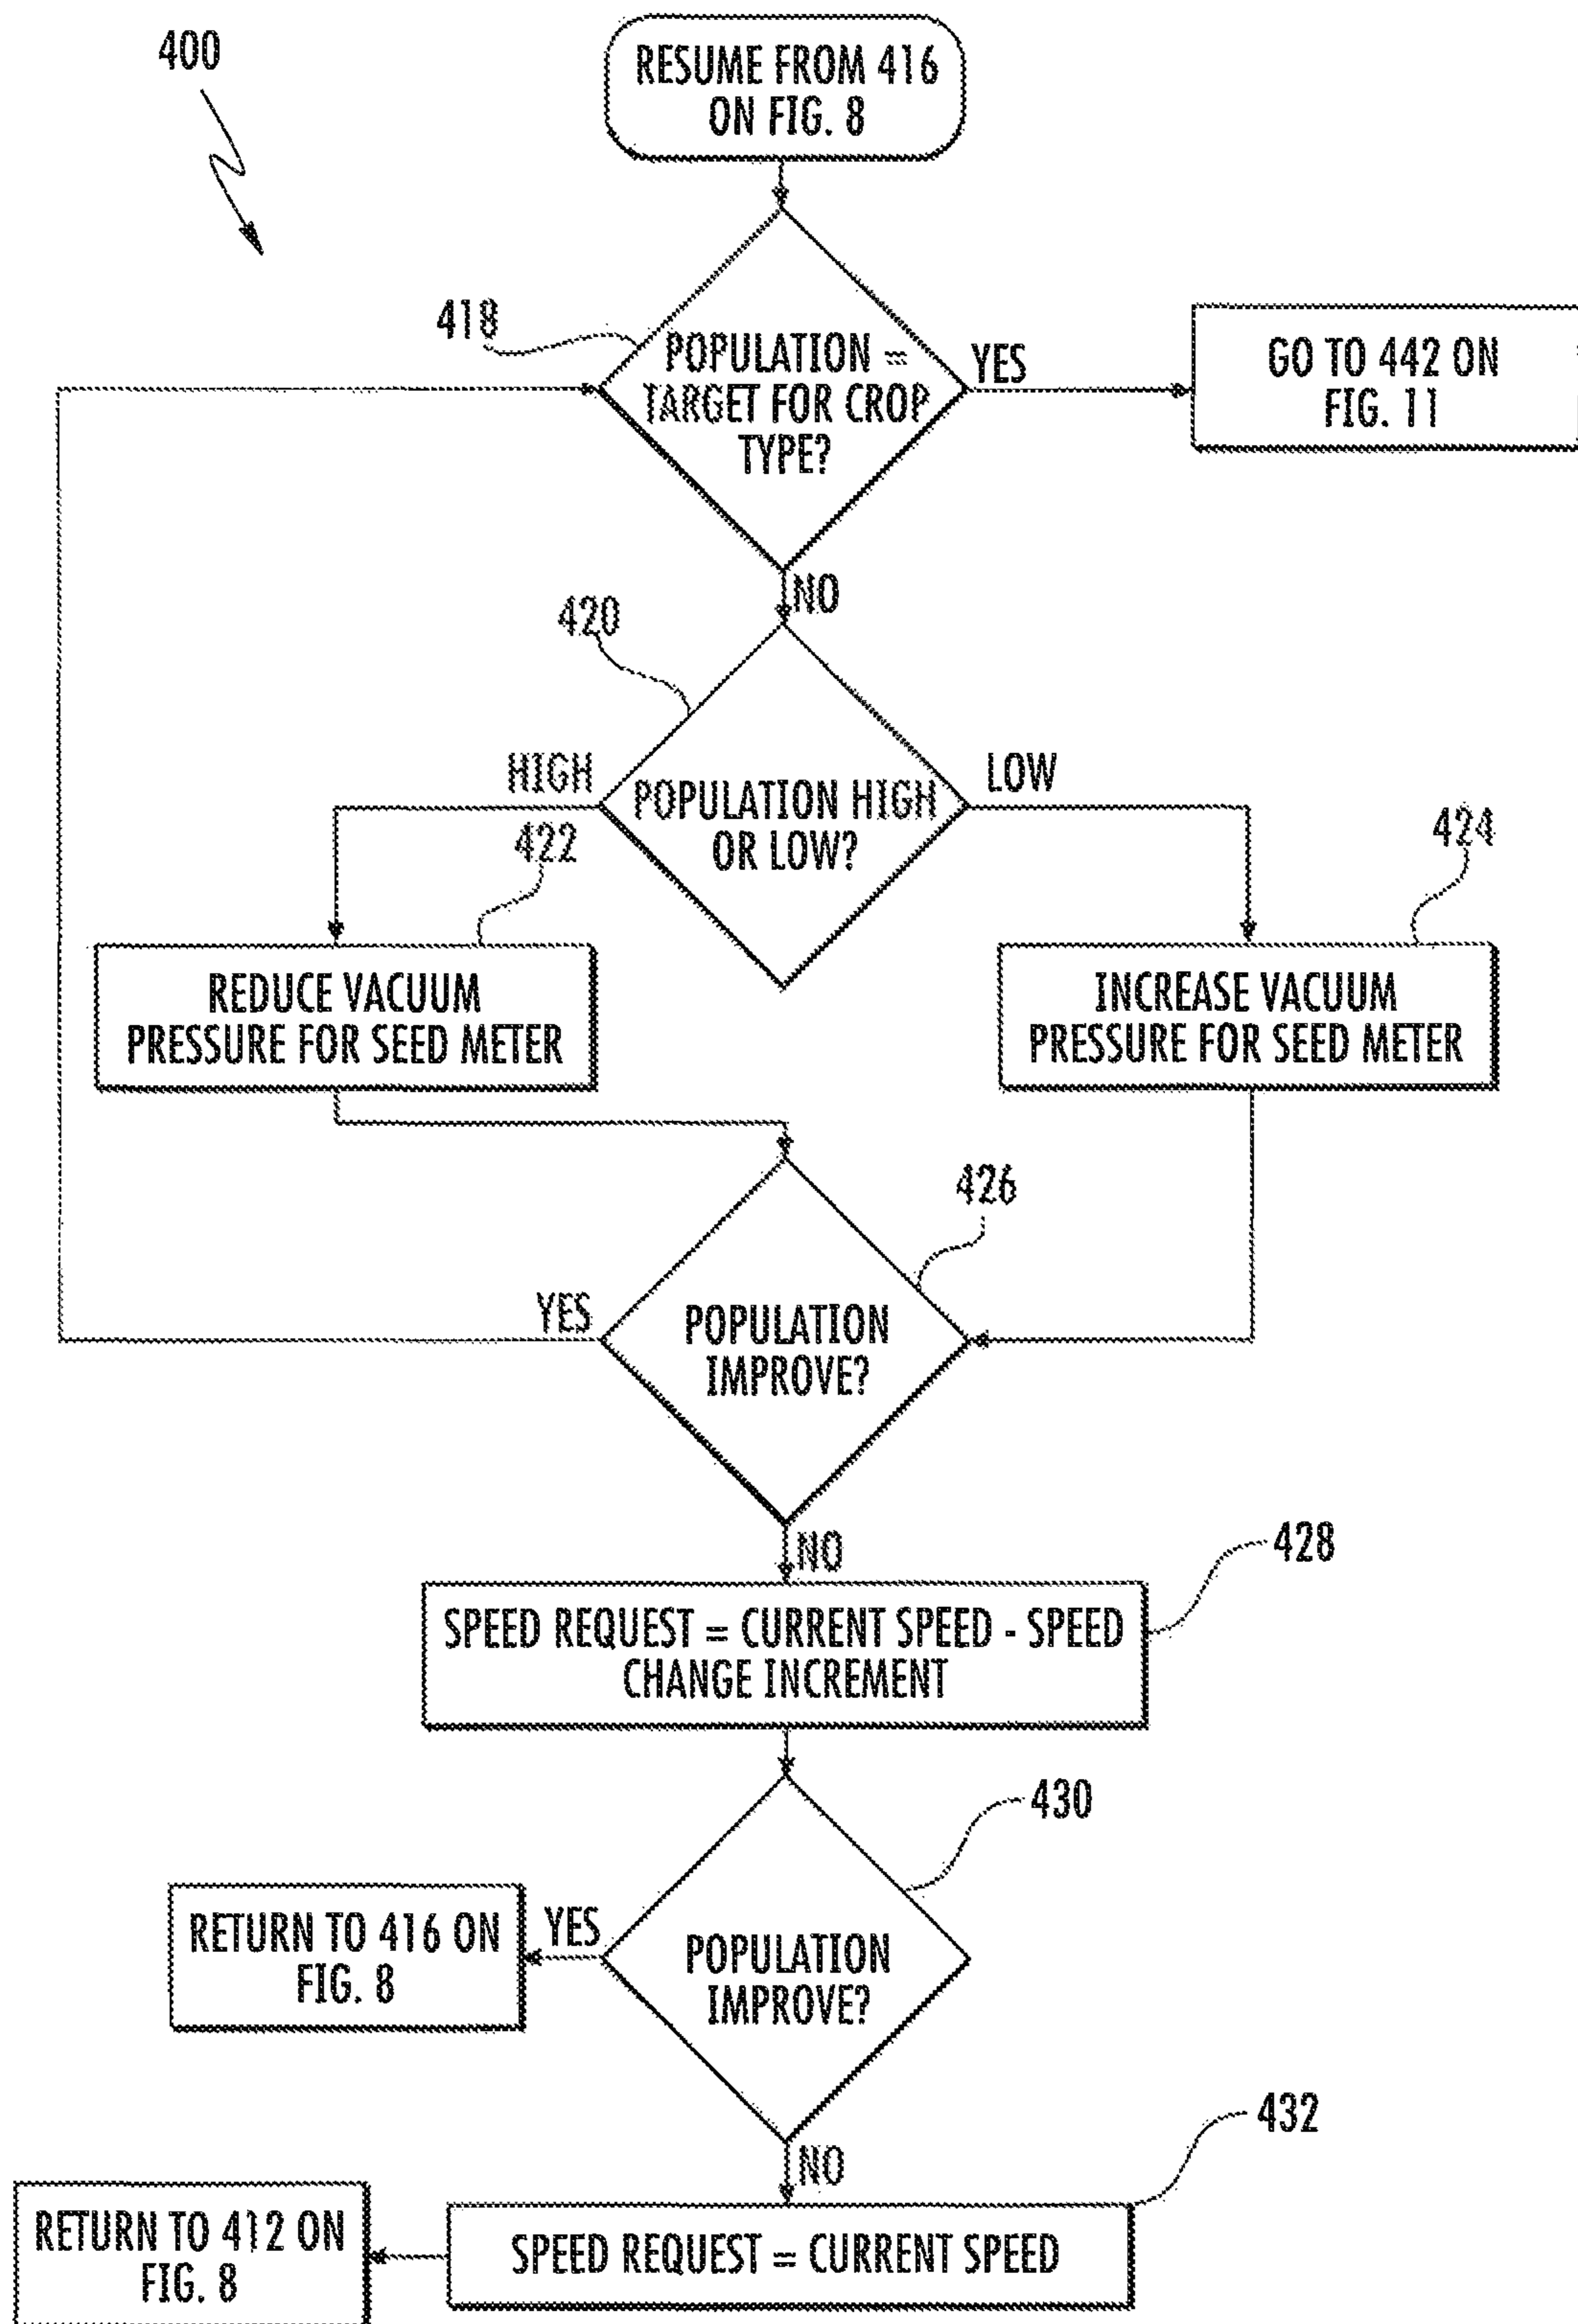 400
RESUME FROM 416
ON FIG. 8
418
POPULATION =
TARGET FOR CROP
TYPE?
YES
GO TO 442 ON
FIG. 11
NO
420
POPULATION HIGH
OR LOW?
HIGH
LOW
422
REDUCE VACUUM
PRESSURE FOR SEED METER
424
INCREASE VACUUM
PRESSURE FOR SEED METER
426
POPULATION
IMPROVE?
YES
NO
428
SPEED REQUEST = CURRENT SPEED - SPEED
CHANGE INCREMENT
430
POPULATION
IMPROVE?
YES
RETURN TO 416 ON
FIG. 8
NO
432
SPEED REQUEST = CURRENT SPEED
RETURN TO 412 ON
FIG. 8